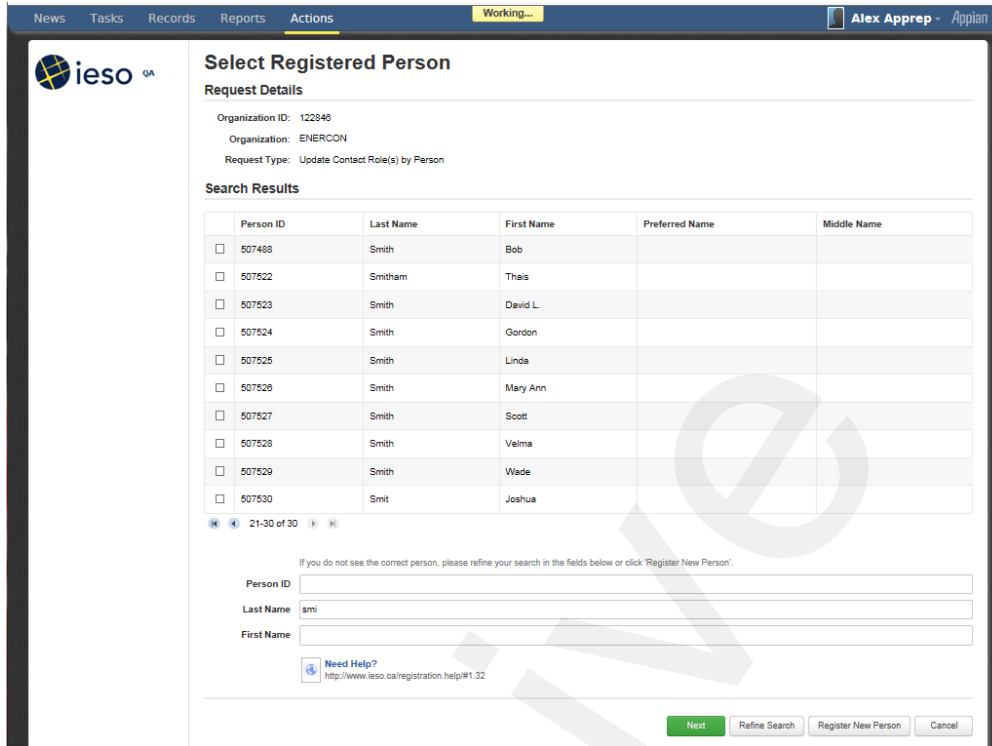 News Tasks Records Reports Actions Working... Alex Apprep Appian
ieso QA
Select Registered Person
Request Details
Organization ID: 122846
Organization: ENERCON
Request Type: Update Contact Role(s) by Person
Search Results
Person ID Last Name First Name Preferred Name Middle Name
507488 Smith Bob
507522 Smitham Thais
507523 Smith David L.
507524 Smith Gordon
507525 Smith Linda
507526 Smith Mary Ann
507527 Smith Scott
507528 Smith Velma
507529 Smith Wade
507530 Smit Joshua
21-30 of 30
If you do not see the correct person, please refine your search in the fields below or click 'Register New Person'.
Person ID
Last Name smi
First Name
Need Help?
http://www.ieso.ca/registration.help/#1.32
Next Refine Search Register New Person Cancel